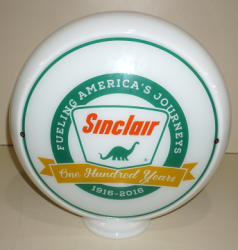 FUELING AMERICA'S JOURNEYS
Sinclair
One Hundred Years
1916-2016